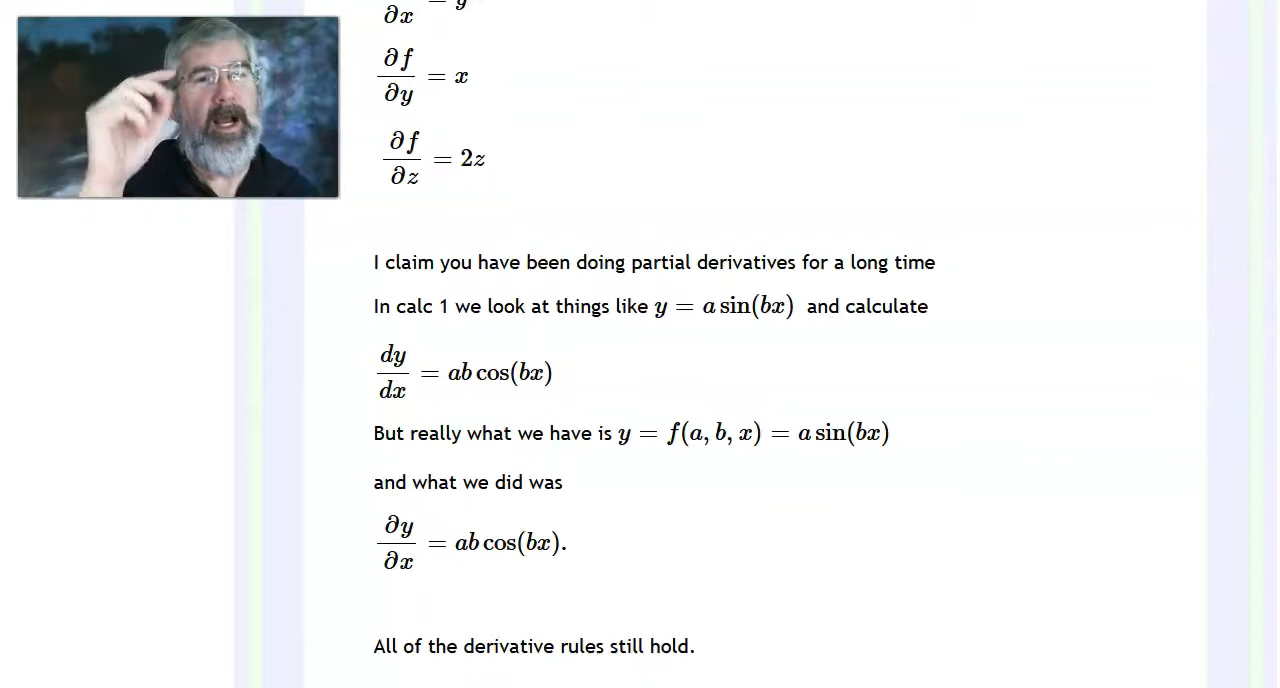 ∂x = y
∂f/∂y = x
∂f/∂z = 2z
I claim you have been doing partial derivatives for a long time
In calc 1 we look at things like y = a sin(bx) and calculate
dy/dx = ab cos(bx)
But really what we have is y = f(a, b, x) = a sin(bx)
and what we did was
∂y/∂x = ab cos(bx).
All of the derivative rules still hold.